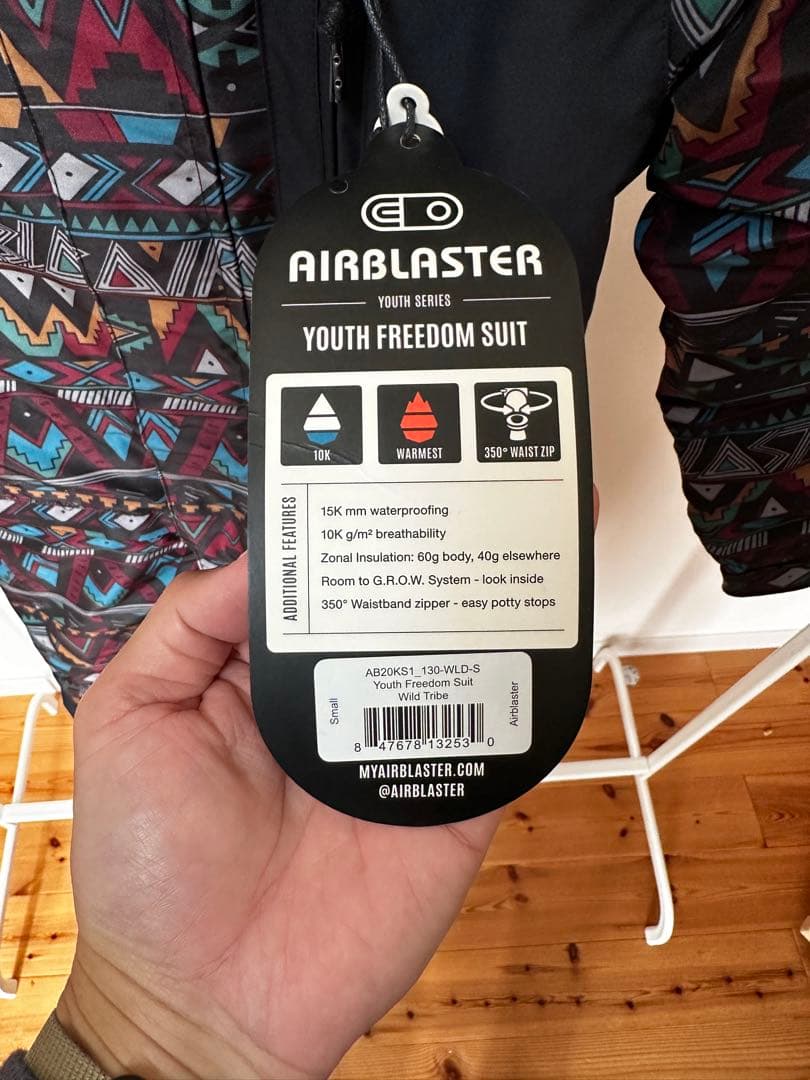 AIRBLASTER
YOUTH SERIES
YOUTH FREEDOM SUIT
10K
WARMEST
350° WAIST ZIP
ADDITIONAL FEATURES
15K mm waterproofing
10K g/m² breathability
Zonal Insulation: 60g body, 40g elsewhere
Room to G.R.O.W. System - look inside
350° Waistband zipper - easy potty stops
Small
AB20KS1_130-WLD-S
Youth Freedom Suit
Wild Tribe
8 47678 13253 0
Airblaster
MYAIRBLASTER.COM
@AIRBLASTER